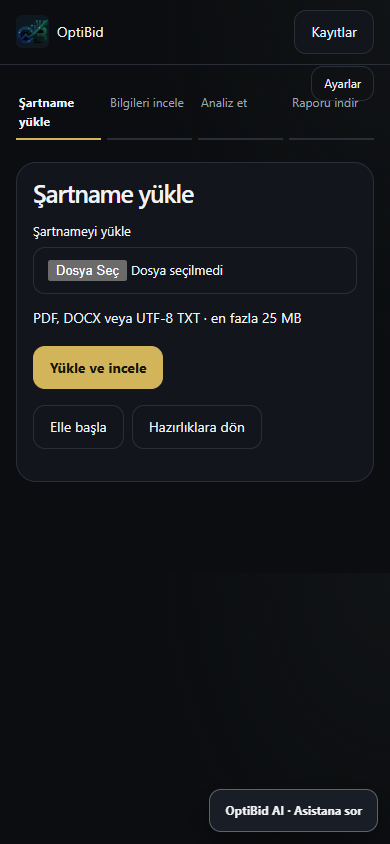 OptiBid
Kayıtlar
Ayarlar
Şartname
yükle
Bilgileri incele
Analiz et
Raporu indir
Şartname yükle
Şartnameyi yükle
Dosya Seç Dosya seçilmedi
PDF, DOCX veya UTF-8 TXT · en fazla 25 MB
Yükle ve incele
Elle başla
Hazırlıklara dön
OptiBid AI · Asistana sor